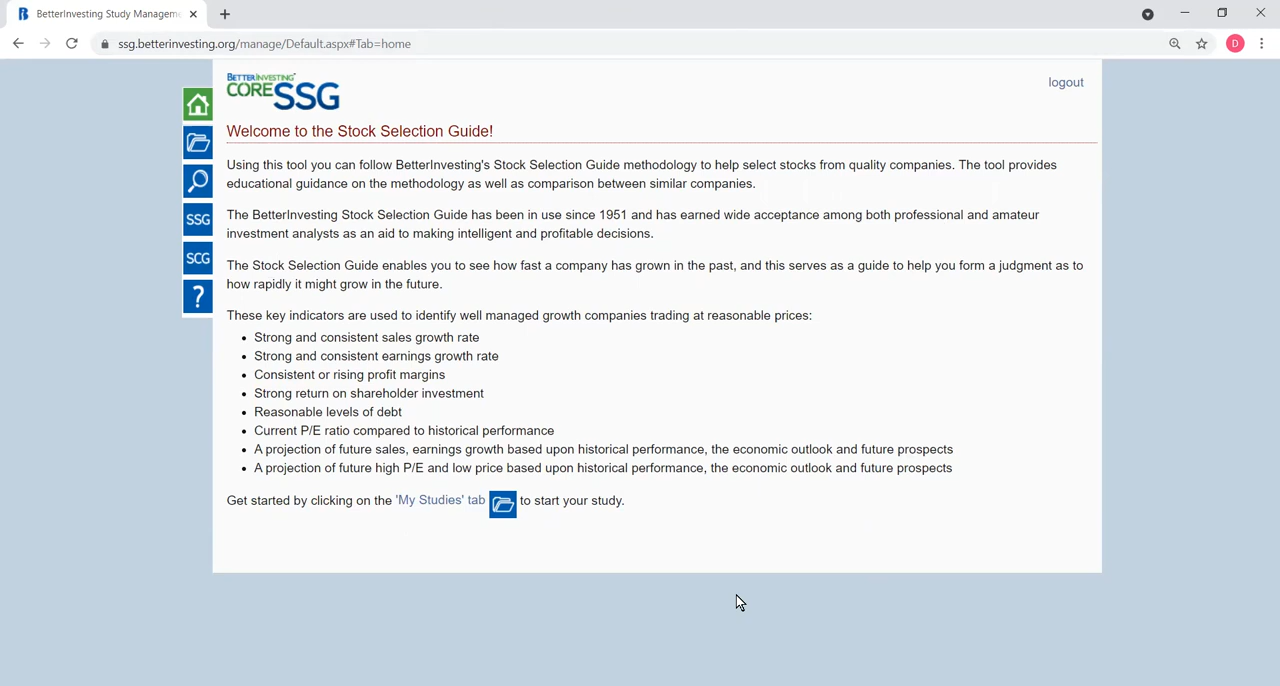 BetterInvesting Study Managem
ssg.betterinvesting.org/manage/Default.aspx#Tab=home
D
BETTERINVESTING
CORE SSG
logout
Welcome to the Stock Selection Guide!
Using this tool you can follow BetterInvesting's Stock Selection Guide methodology to help select stocks from quality companies. The tool provides
educational guidance on the methodology as well as comparison between similar companies.
SSG
The BetterInvesting Stock Selection Guide has been in use since 1951 and has earned wide acceptance among both professional and amateur
investment analysts as an aid to making intelligent and profitable decisions.
SCG
The Stock Selection Guide enables you to see how fast a company has grown in the past, and this serves as a guide to help you form a judgment as to
how rapidly it might grow in the future.
?
These key indicators are used to identify well managed growth companies trading at reasonable prices:
• Strong and consistent sales growth rate
• Strong and consistent earnings growth rate
• Consistent or rising profit margins
• Strong return on shareholder investment
• Reasonable levels of debt
• Current P/E ratio compared to historical performance
• A projection of future sales, earnings growth based upon historical performance, the economic outlook and future prospects
• A projection of future high P/E and low price based upon historical performance, the economic outlook and future prospects
Get started by clicking on the 'My Studies' tab to start your study.